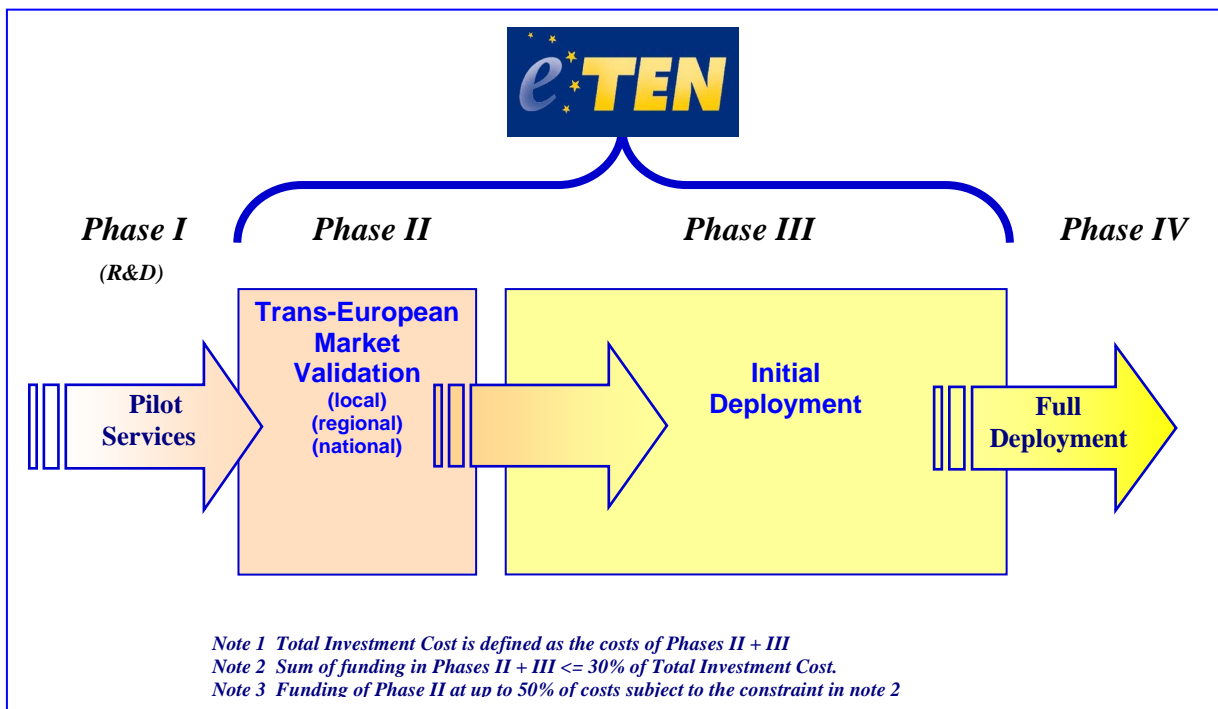 eTEN
Phase I
Phase II
Phase III
Phase IV
(R&D)
Trans-European
Market
Validation
(local)
(regional)
(national)
Initial
Deployment
Pilot
Services
Full
Deployment
Note 1 Total Investment Cost is defined as the costs of Phases II + III
Note 2 Sum of funding in Phases II + III <= 30% of Total Investment Cost.
Note 3 Funding of Phase II at up to 50% of costs subject to the constraint in note 2